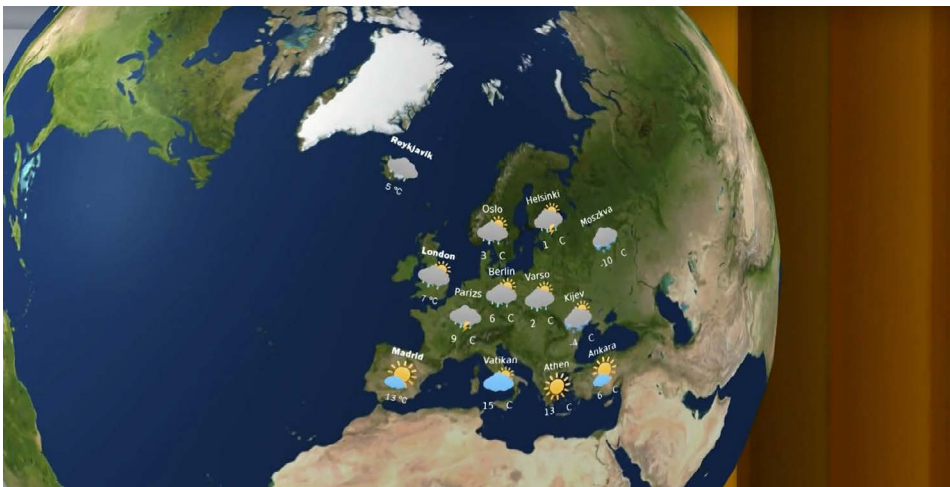 Reykjavik
5 °C
Oslo
3 C
Helsinki
1 C
Moszkva
-10 C
London
7 °C
Berlin
6 C
Varso
2 C
Parizs
9 C
Kijev
-4 C
Madrid
13 °C
Vatikan
15 C
Athen
13 C
Ankara
6 C